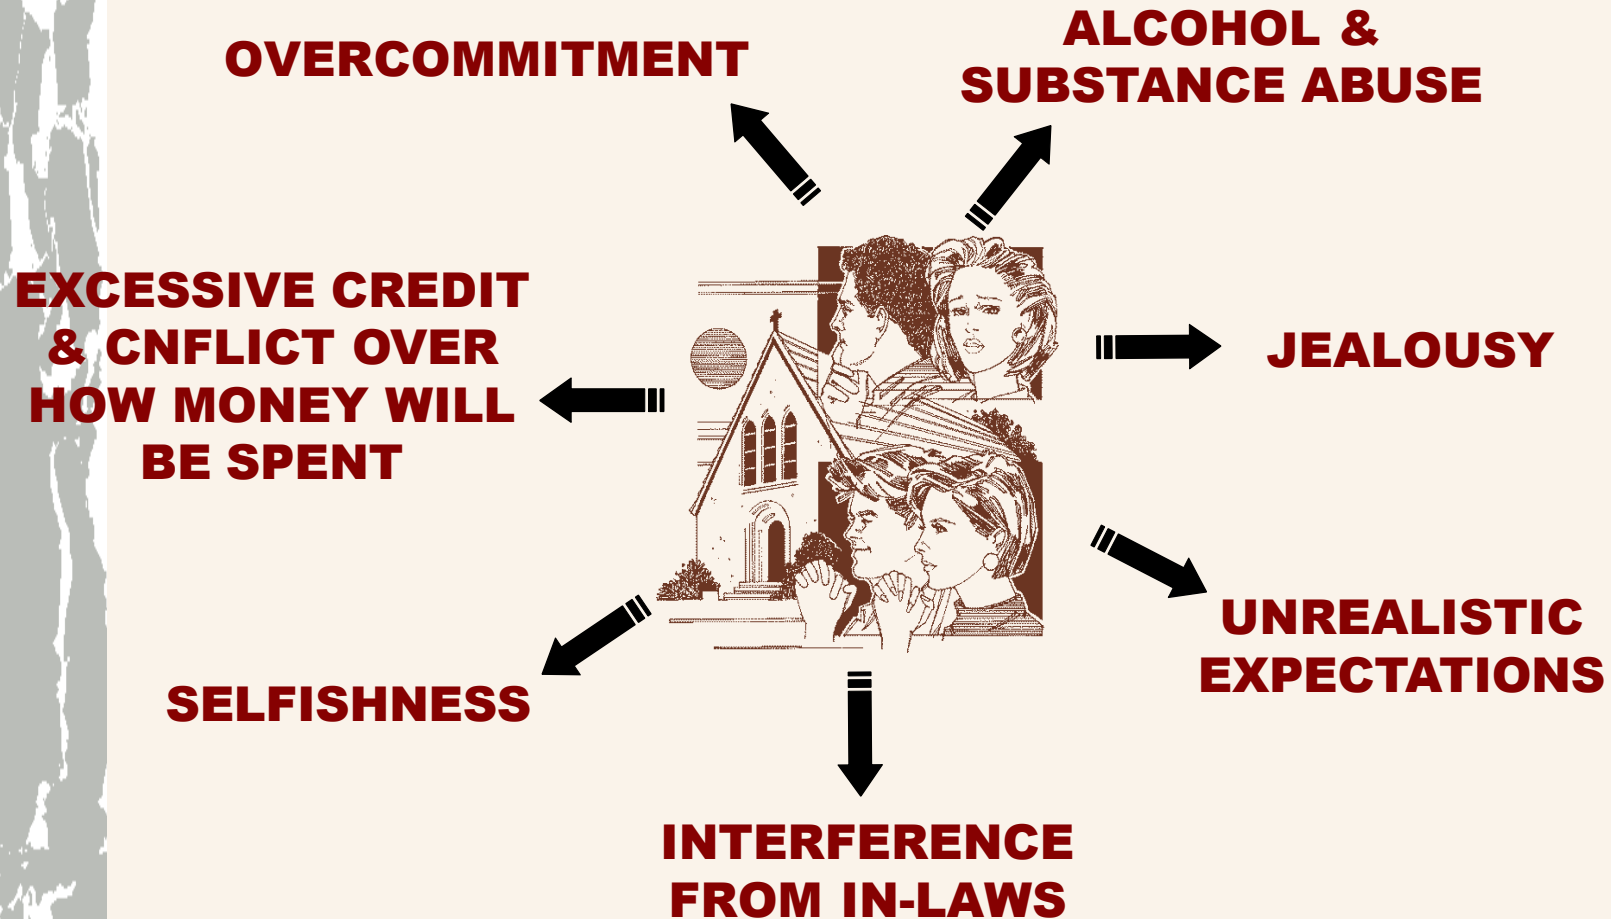 OVERCOMMITMENT
ALCOHOL &
SUBSTANCE ABUSE
EXCESSIVE CREDIT
& CNFLICT OVER
HOW MONEY WILL
BE SPENT
JEALOUSY
UNREALISTIC
EXPECTATIONS
SELFISHNESS
INTERFERENCE
FROM IN-LAWS